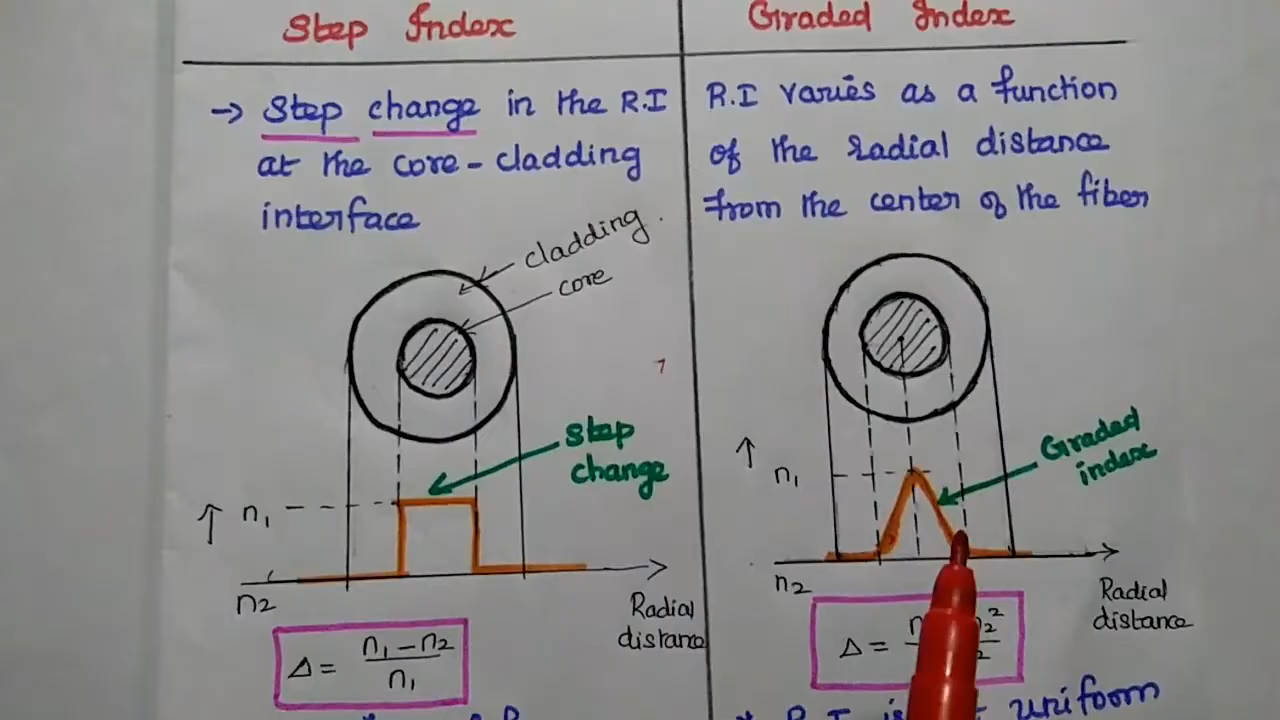 Step Index
→ Step change in the R.I
at the core-cladding
interface
cladding.
core
step
change
↑ n₁
n₂
Radial
distance
Δ = n₁ - n₂
n₁
Graded Index
R.I varies as a function
of the radial distance
from the center of the fiber
Graded
index
↑ n₁
n₂
Radial
distance
Δ =
uniform